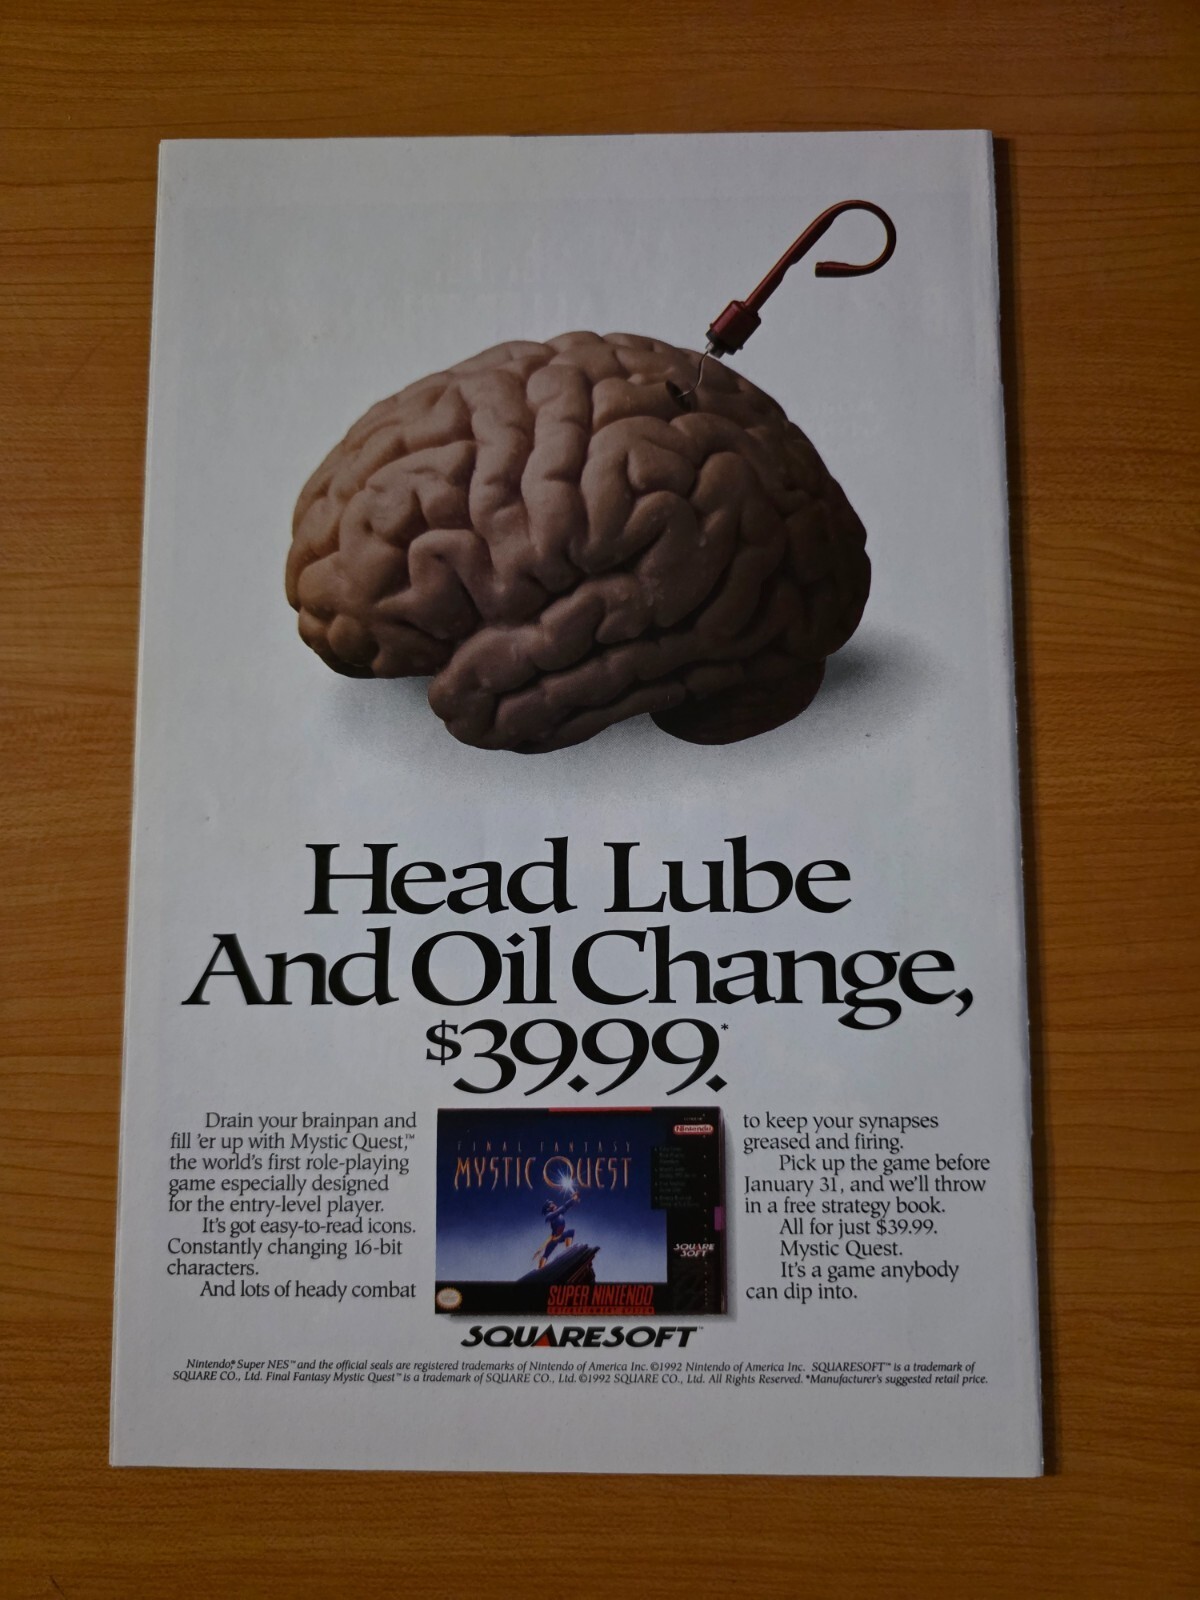 Head Lube
And Oil Change,
$39.99.*
Drain your brainpan and
fill 'er up with Mystic Quest,™
the world's first role-playing
game especially designed
for the entry-level player.
It's got easy-to-read icons.
Constantly changing 16-bit
characters.
And lots of heady combat
to keep your synapses
greased and firing.
Pick up the game before
January 31, and we'll throw
in a free strategy book.
All for just $39.99.
Mystic Quest.
It's a game anybody
can dip into.
Nintendo
FINAL FANTASY
MYSTIC QUEST
SQUARE
SOFT
SUPER NINTENDO
ENTERTAINMENT SYSTEM
SQUARESOFT™
Nintendo,® Super NES™ and the official seals are registered trademarks of Nintendo of America Inc. ©1992 Nintendo of America Inc. SQUARESOFT™ is a trademark of
SQUARE CO., Ltd. Final Fantasy Mystic Quest™ is a trademark of SQUARE CO., Ltd. ©1992 SQUARE CO., Ltd. All Rights Reserved. *Manufacturer's suggested retail price.